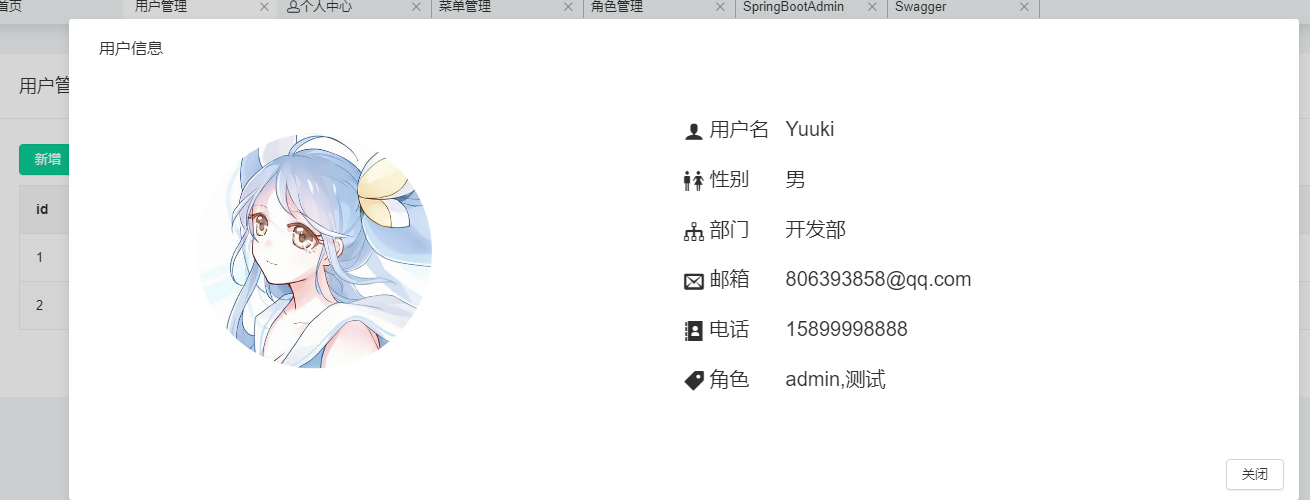 首页 用户管理 个人中心 菜单管理 角色管理 SpringBootAdmin Swagger
用户信息
用户管
新增
id
1
2
用户名 Yuuki
性别 男
部门 开发部
邮箱 806393858@qq.com
电话 15899998888
角色 admin,测试
关闭